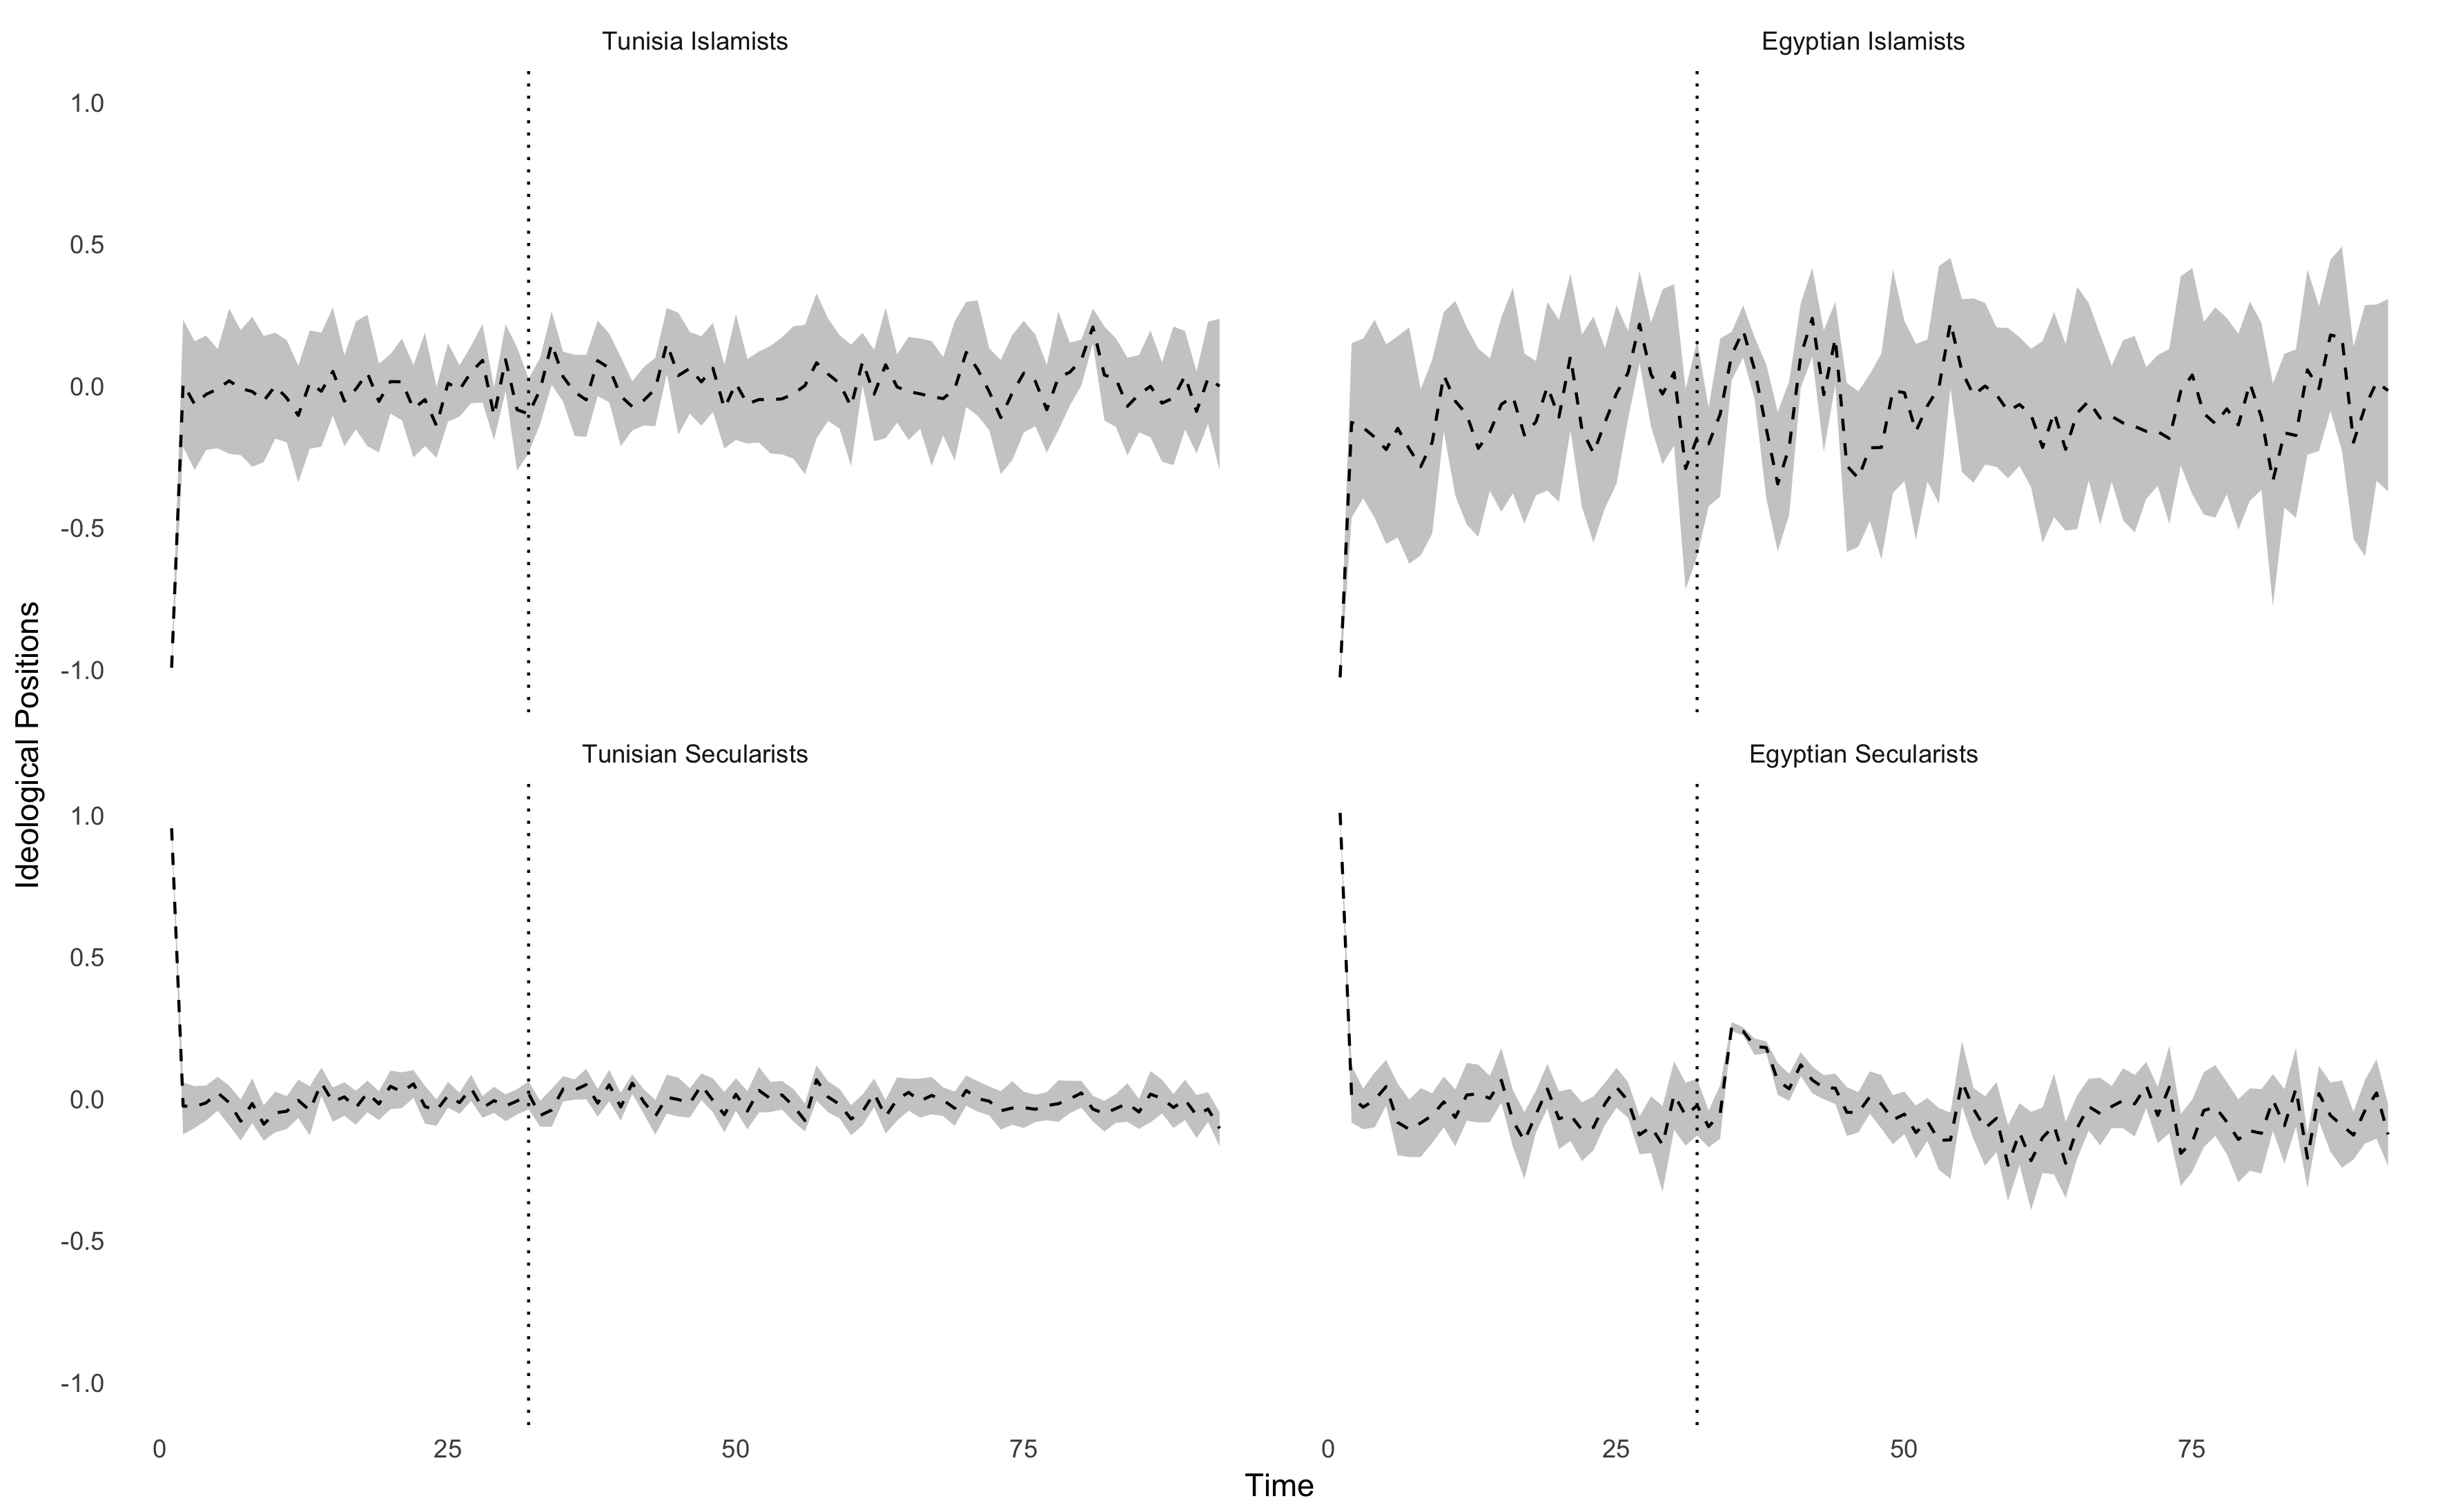 Tunisia Islamists
Egyptian Islamists
1.0
0.5
0.0
-0.5
-1.0
Ideological Positions
Tunisian Secularists
Egyptian Secularists
1.0
0.5
0.0
-0.5
-1.0
0 25 50 75
0 25 50 75
Time